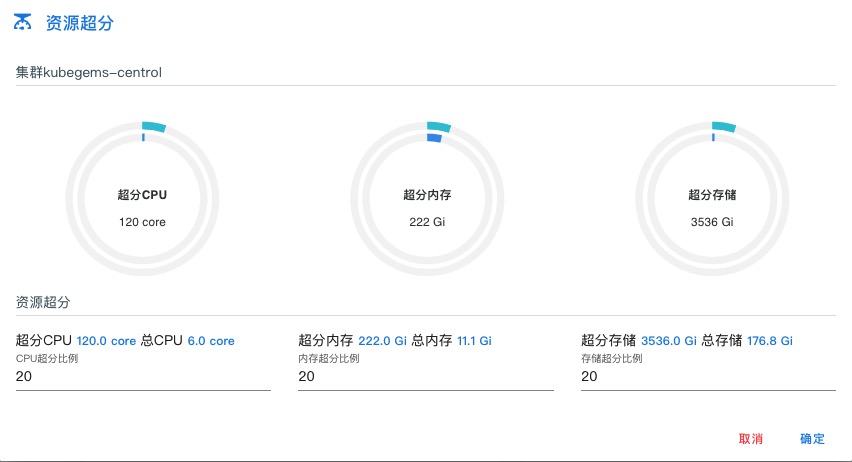 资源超分
集群kubegems-centrol
超分CPU
120 core
超分内存
222 Gi
超分存储
3536 Gi
资源超分
超分CPU 120.0 core 总CPU 6.0 core
CPU超分比例
20
超分内存 222.0 Gi 总内存 11.1 Gi
内存超分比例
20
超分存储 3536.0 Gi 总存储 176.8 Gi
存储超分比例
20
取消 确定